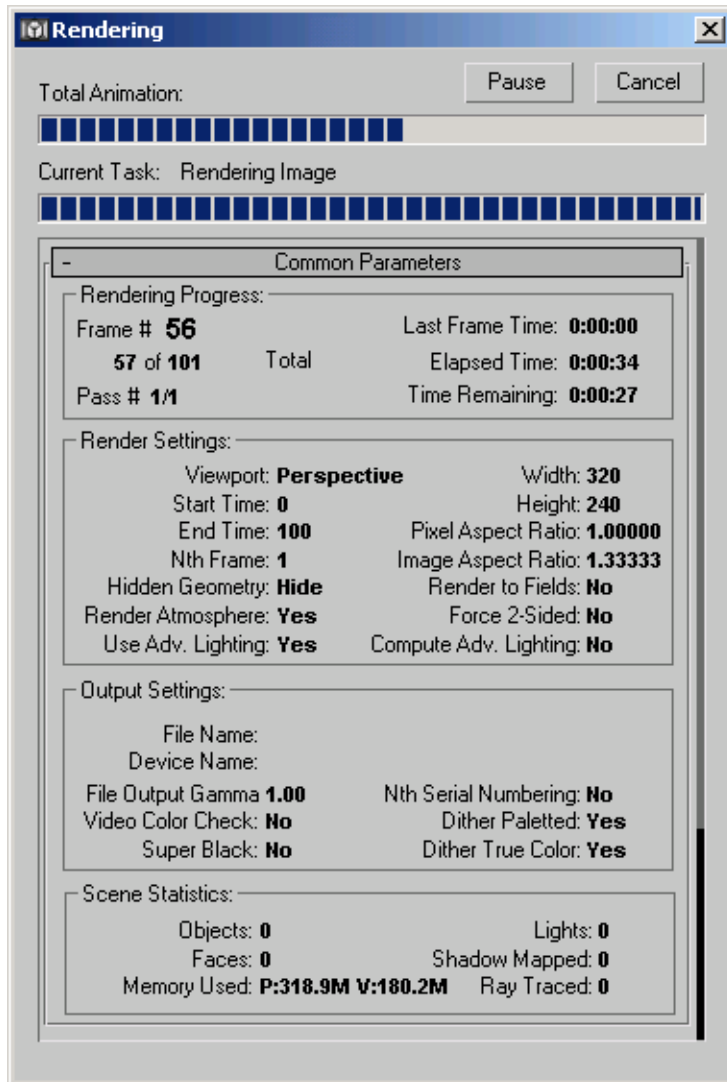 Rendering
Pause Cancel
Total Animation:
Current Task: Rendering Image
- Common Parameters
Rendering Progress:
Frame # 56 Last Frame Time: 0:00:00
57 of 101 Total Elapsed Time: 0:00:34
Pass # 1/1 Time Remaining: 0:00:27
Render Settings:
Viewport: Perspective Width: 320
Start Time: 0 Height: 240
End Time: 100 Pixel Aspect Ratio: 1.00000
Nth Frame: 1 Image Aspect Ratio: 1.33333
Hidden Geometry: Hide Render to Fields: No
Render Atmosphere: Yes Force 2-Sided: No
Use Adv. Lighting: Yes Compute Adv. Lighting: No
Output Settings:
File Name:
Device Name:
File Output Gamma 1.00 Nth Serial Numbering: No
Video Color Check: No Dither Paletted: Yes
Super Black: No Dither True Color: Yes
Scene Statistics:
Objects: 0 Lights: 0
Faces: 0 Shadow Mapped: 0
Memory Used: P:318.9M V:180.2M Ray Traced: 0